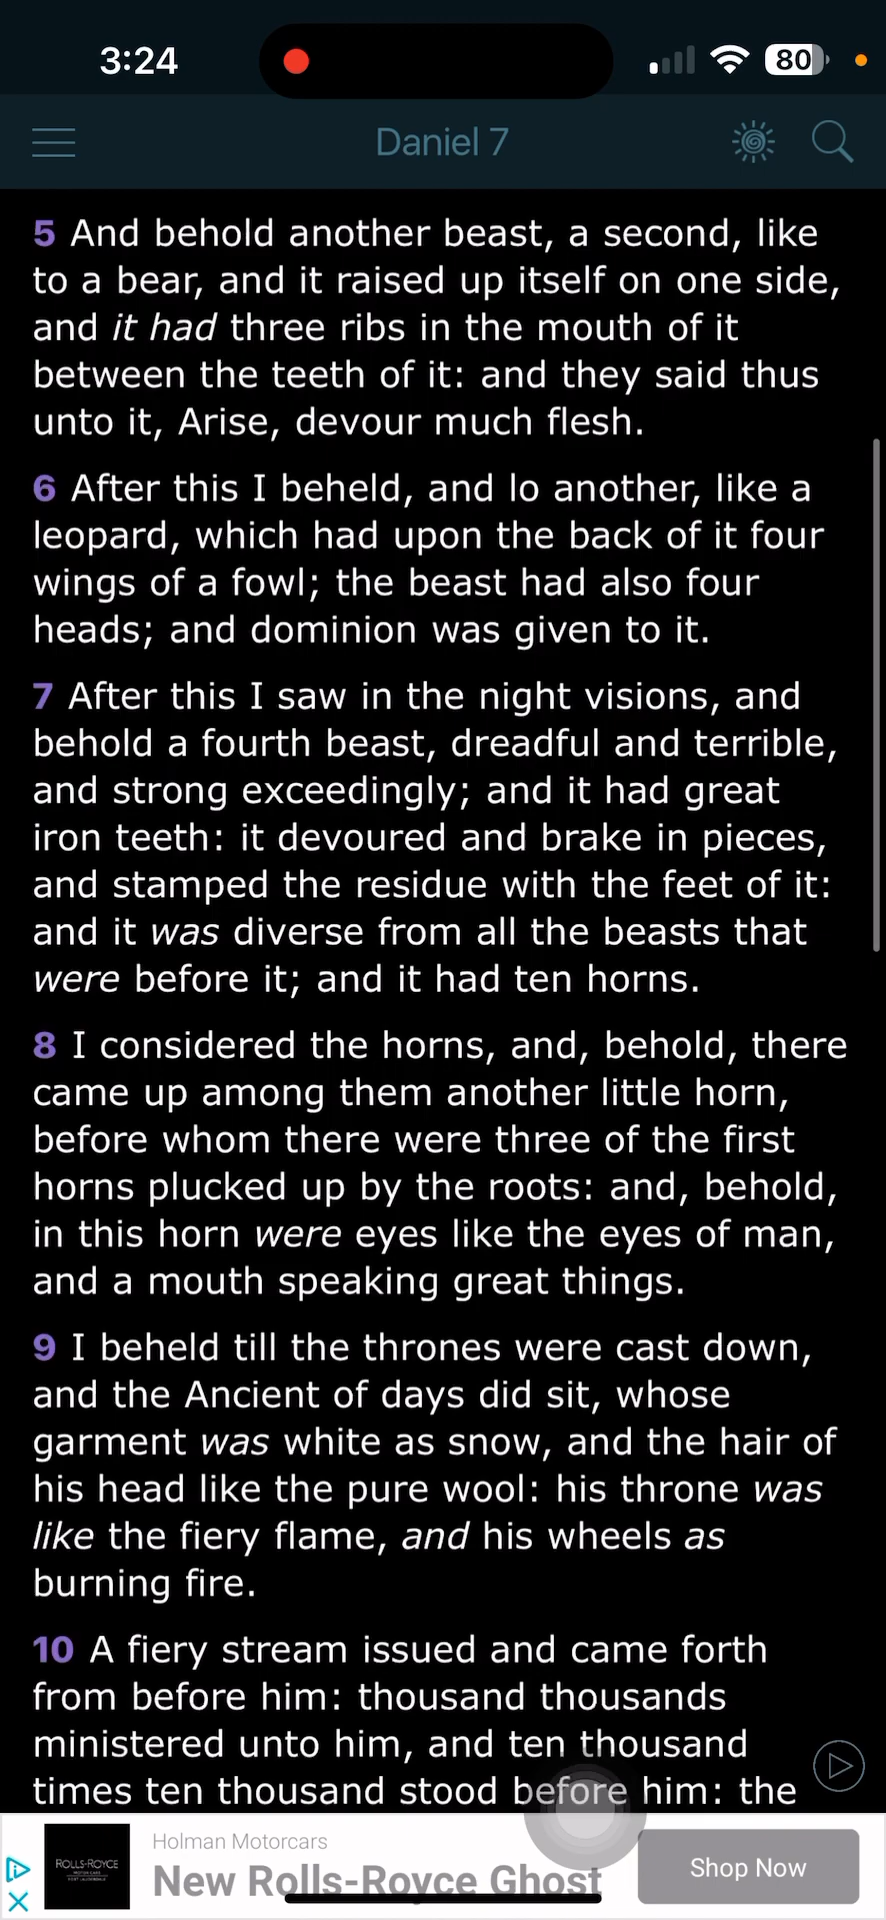 3:24
80
Daniel 7
5 And behold another beast, a second, like
to a bear, and it raised up itself on one side,
and it had three ribs in the mouth of it
between the teeth of it: and they said thus
unto it, Arise, devour much flesh.
6 After this I beheld, and lo another, like a
leopard, which had upon the back of it four
wings of a fowl; the beast had also four
heads; and dominion was given to it.
7 After this I saw in the night visions, and
behold a fourth beast, dreadful and terrible,
and strong exceedingly; and it had great
iron teeth: it devoured and brake in pieces,
and stamped the residue with the feet of it:
and it was diverse from all the beasts that
were before it; and it had ten horns.
8 I considered the horns, and, behold, there
came up among them another little horn,
before whom there were three of the first
horns plucked up by the roots: and, behold,
in this horn were eyes like the eyes of man,
and a mouth speaking great things.
9 I beheld till the thrones were cast down,
and the Ancient of days did sit, whose
garment was white as snow, and the hair of
his head like the pure wool: his throne was
like the fiery flame, and his wheels as
burning fire.
10 A fiery stream issued and came forth
from before him: thousand thousands
ministered unto him, and ten thousand
times ten thousand stood before him: the
ROLLS-ROYCE
Holman Motorcars
New Rolls-Royce Ghost
Shop Now